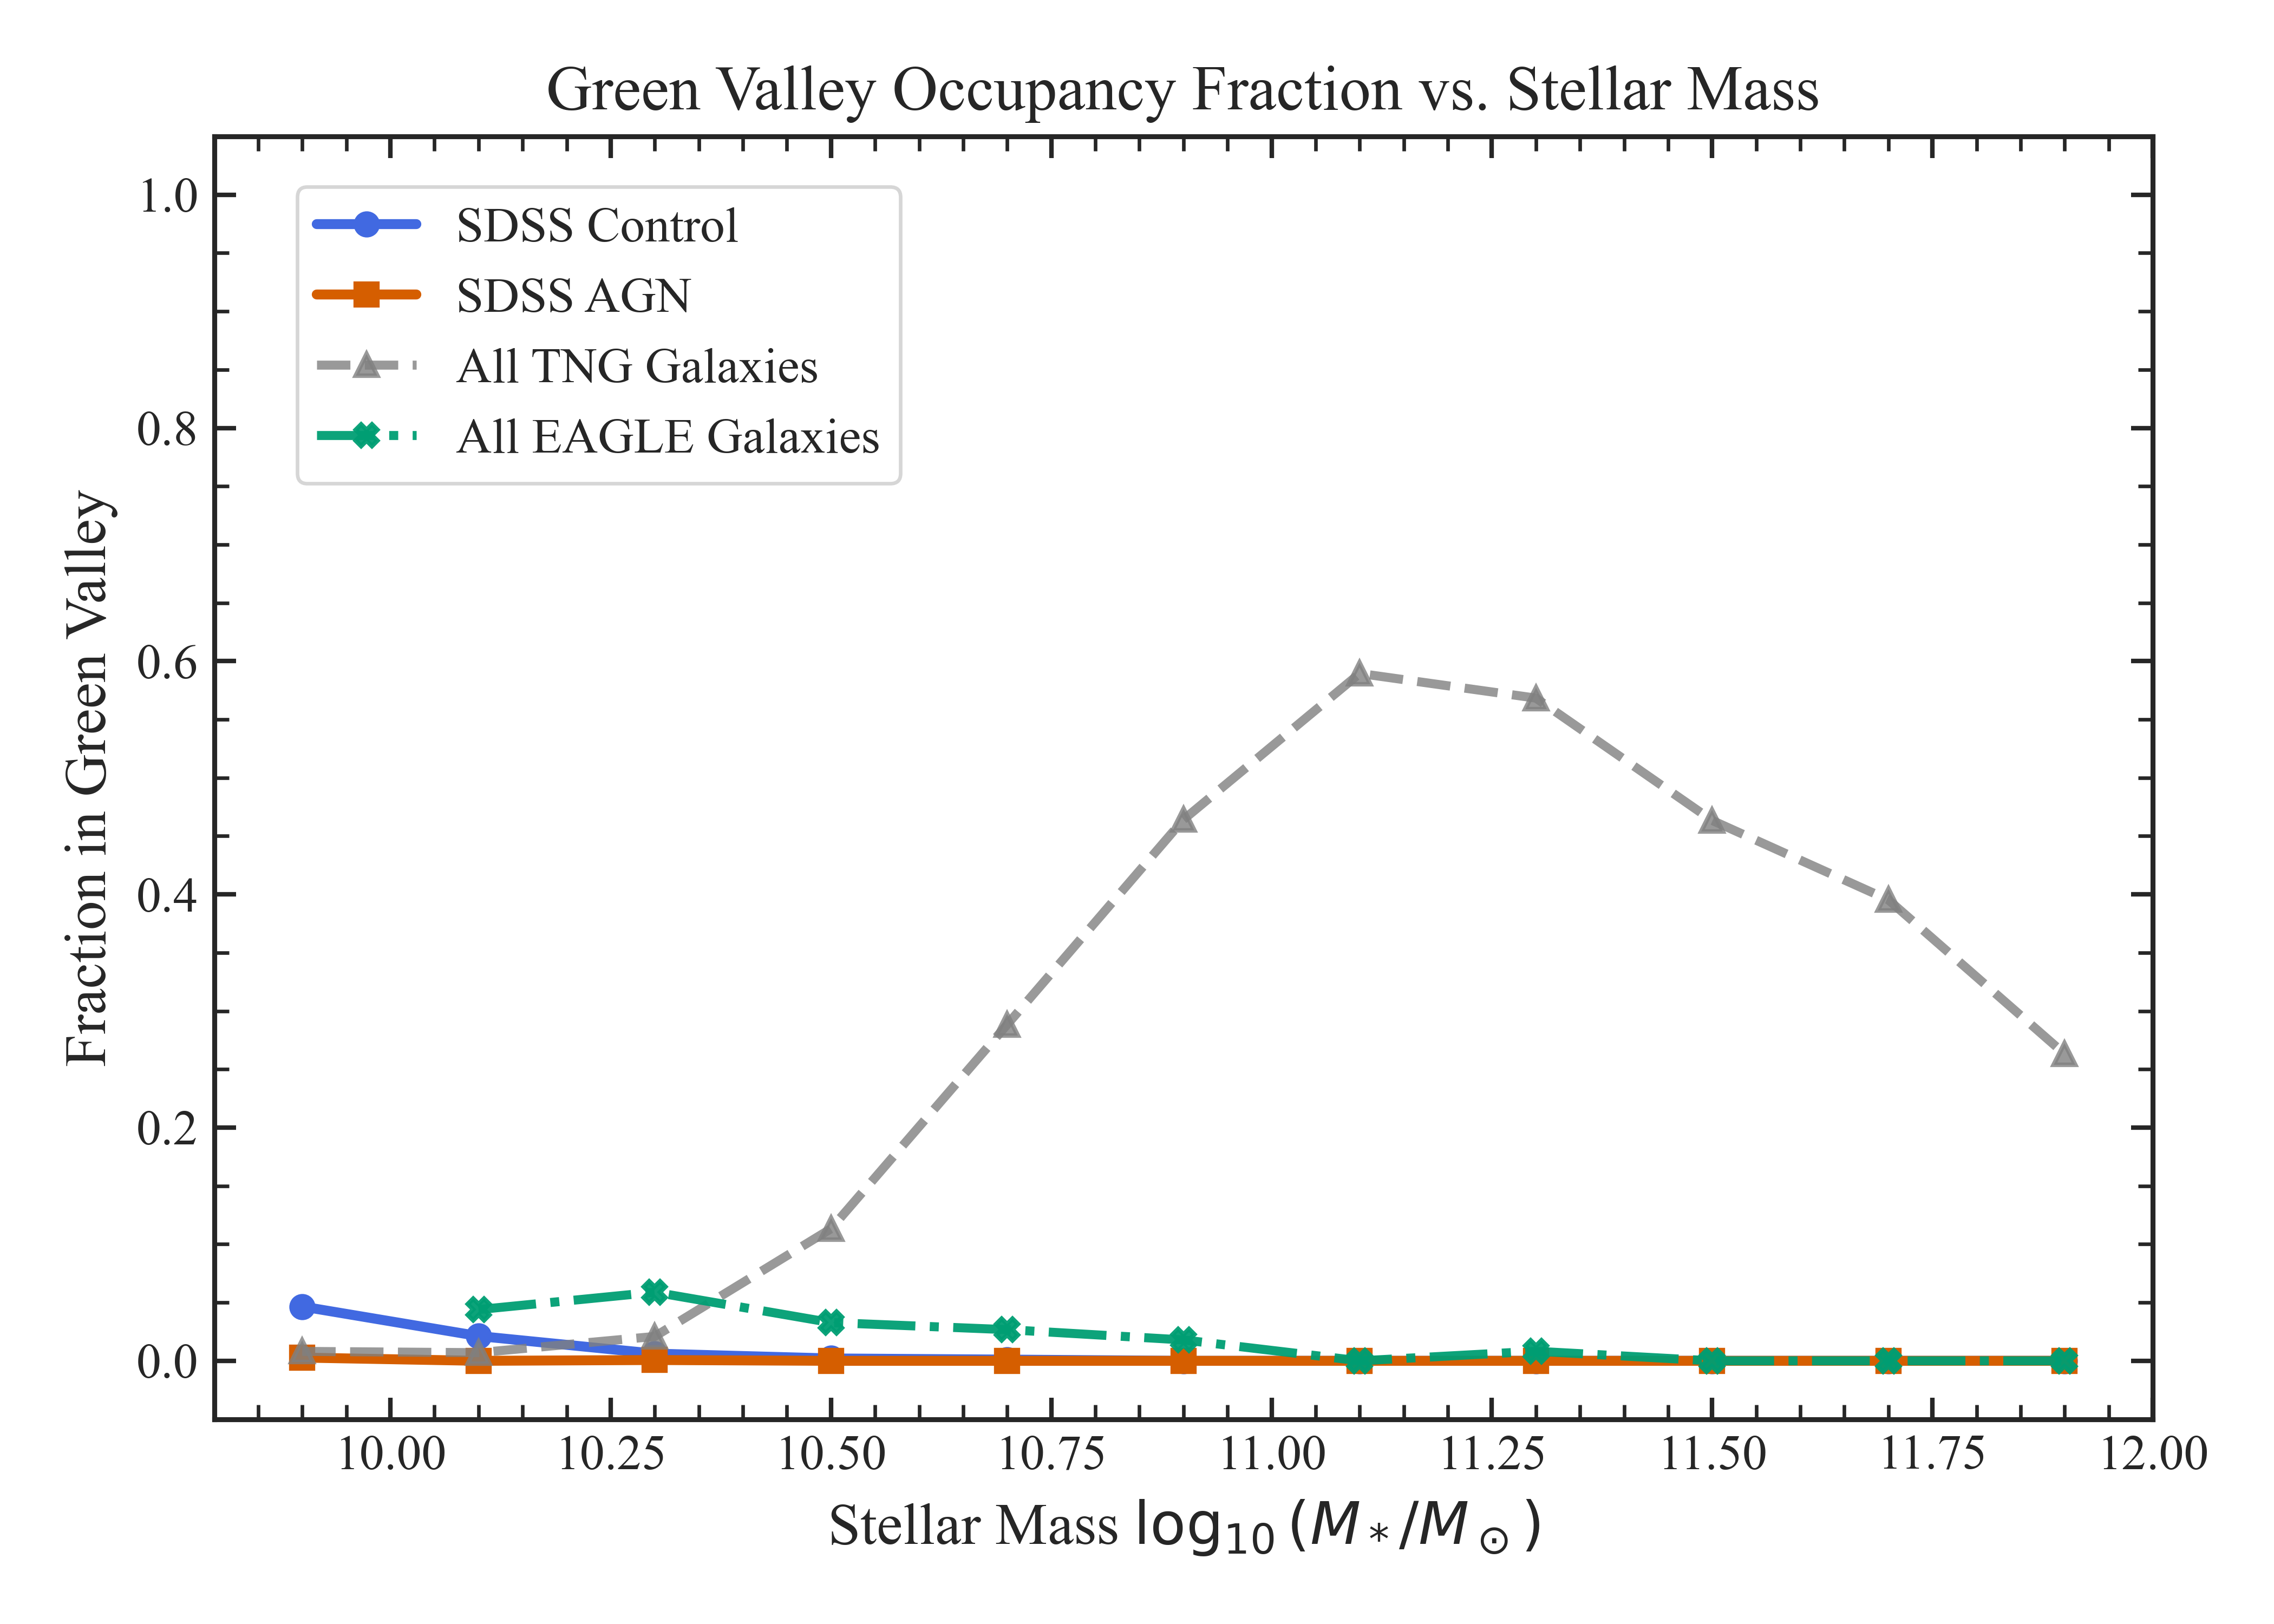 Green Valley Occupancy Fraction vs. Stellar Mass
1.0
0.8
0.6
0.4
0.2
0.0
Fraction in Green Valley
SDSS Control
SDSS AGN
All TNG Galaxies
All EAGLE Galaxies
10.00 10.25 10.50 10.75 11.00 11.25 11.50 11.75 12.00
Stellar Mass log₁₀(M*/M⊙)